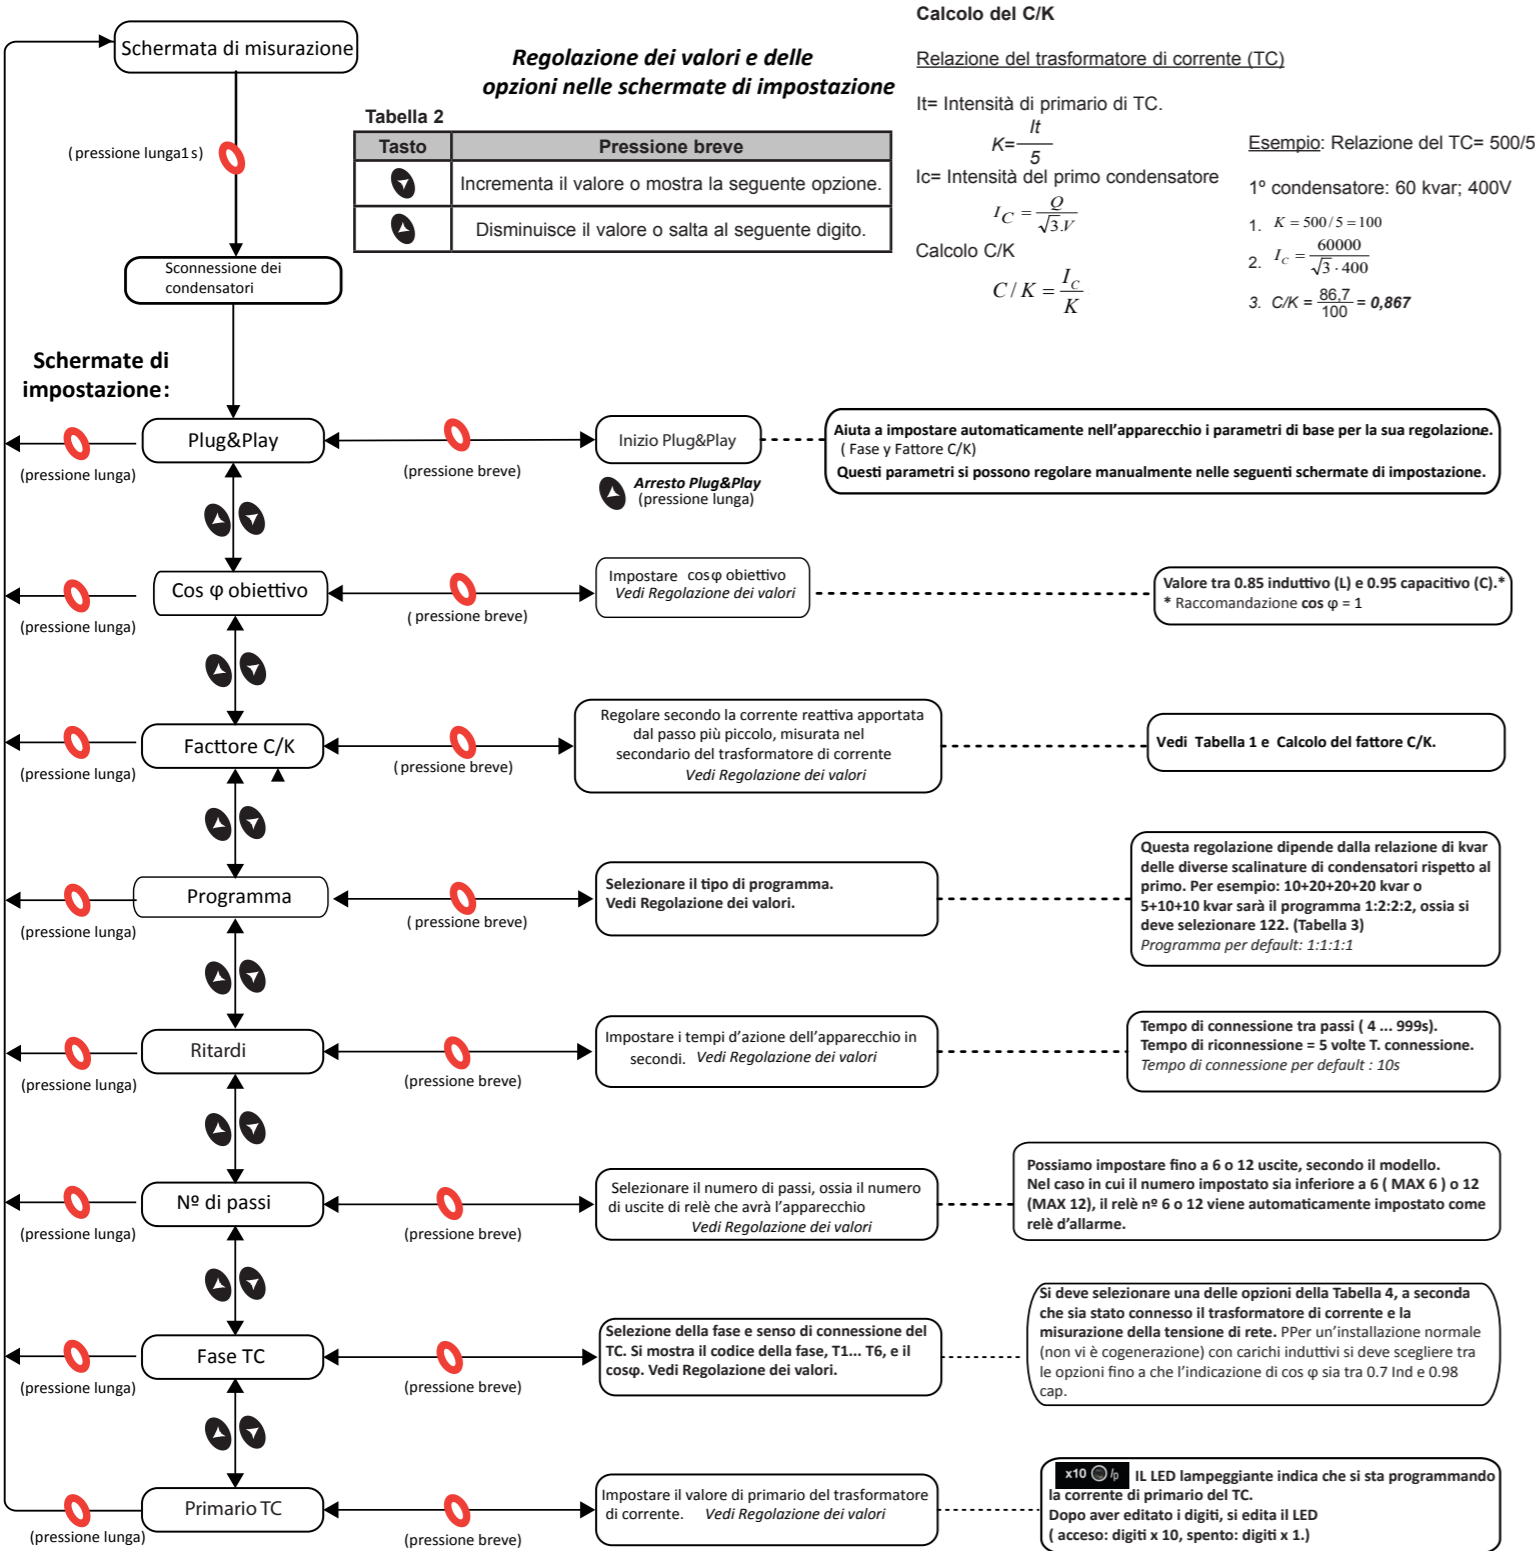 Schermata di misurazione
( pressione lunga1s)
Sconnessione dei
condensatori
Regolazione dei valori e delle
opzioni nelle schermate di impostazione
Tabella 2
Tasto Pressione breve
Incrementa il valore o mostra la seguente opzione.
Disminuisce il valore o salta al seguente digito.
Calcolo del C/K
Relazione del trasformatore di corrente (TC)
It= Intensità di primario di TC.
K= It / 5
Ic= Intensità del primo condensatore
I_C = Q / √3.V
Calcolo C/K
C / K = I_C / K
Esempio: Relazione del TC= 500/5
1º condensatore: 60 kvar; 400V
1. K = 500 / 5 = 100
2. I_C = 60000 / √3 · 400
3. C/K = 86,7 / 100 = 0,867
Schermate di
impostazione:
Plug&Play
(pressione lunga)
(pressione breve)
Inizio Plug&Play
Arresto Plug&Play
(pressione lunga)
Aiuta a impostare automaticamente nell’apparecchio i parametri di base per la sua regolazione.
( Fase y Fattore C/K)
Questi parametri si possono regolare manualmente nelle seguenti schermate di impostazione.
Cos φ obiettivo
(pressione lunga)
( pressione breve)
Impostare cosφ obiettivo
Vedi Regolazione dei valori
Valore tra 0.85 induttivo (L) e 0.95 capacitivo (C).*
* Raccomandazione cos φ = 1
Facttore C/K
(pressione lunga)
( pressione breve)
Regolare secondo la corrente reattiva apportata
dal passo più piccolo, misurata nel
secondario del trasformatore di corrente
Vedi Regolazione dei valori
Vedi Tabella 1 e Calcolo del fattore C/K.
Programma
(pressione lunga)
( pressione breve)
Selezionare il tipo di programma.
Vedi Regolazione dei valori.
Questa regolazione dipende dalla relazione di kvar
delle diverse scalinature di condensatori rispetto al
primo. Per esempio: 10+20+20+20 kvar o
5+10+10 kvar sarà il programma 1:2:2:2, ossia si
deve selezionare 122. (Tabella 3)
Programma per default: 1:1:1:1
Ritardi
(pressione lunga)
(pressione breve)
Impostare i tempi d’azione dell’apparecchio in
secondi. Vedi Regolazione dei valori
Tempo di connessione tra passi ( 4 ... 999s).
Tempo di riconnessione = 5 volte T. connessione.
Tempo di connessione per default : 10s
Nº di passi
(pressione lunga)
(pressione breve)
Selezionare il numero di passi, ossia il numero
di uscite di relè che avrà l’apparecchio
Vedi Regolazione dei valori
Possiamo impostare fino a 6 o 12 uscite, secondo il modello.
Nel caso in cui il numero impostato sia inferiore a 6 ( MAX 6 ) o 12
(MAX 12), il relè nº 6 o 12 viene automaticamente impostato come
relè d’allarme.
Fase TC
(pressione lunga)
(pressione breve)
Selezione della fase e senso di connessione del
TC. Si mostra il codice della fase, T1... T6, e il
cosφ. Vedi Regolazione dei valori.
Si deve selezionare una delle opzioni della Tabella 4, a seconda
che sia stato connesso il trasformatore di corrente e la
misurazione della tensione di rete. PPer un’installazione normale
(non vi è cogenerazione) con carichi induttivi si deve scegliere tra
le opzioni fino a che l’indicazione di cos φ sia tra 0.7 Ind e 0.98
cap.
Primario TC
(pressione lunga)
(pressione breve)
Impostare il valore di primario del trasformatore
di corrente. Vedi Regolazione dei valori
x10 Ip IL LED lampeggiante indica che si sta programmando
la corrente di primario del TC.
Dopo aver editato i digiti, si edita il LED
( acceso: digiti x 10, spento: digiti x 1.)